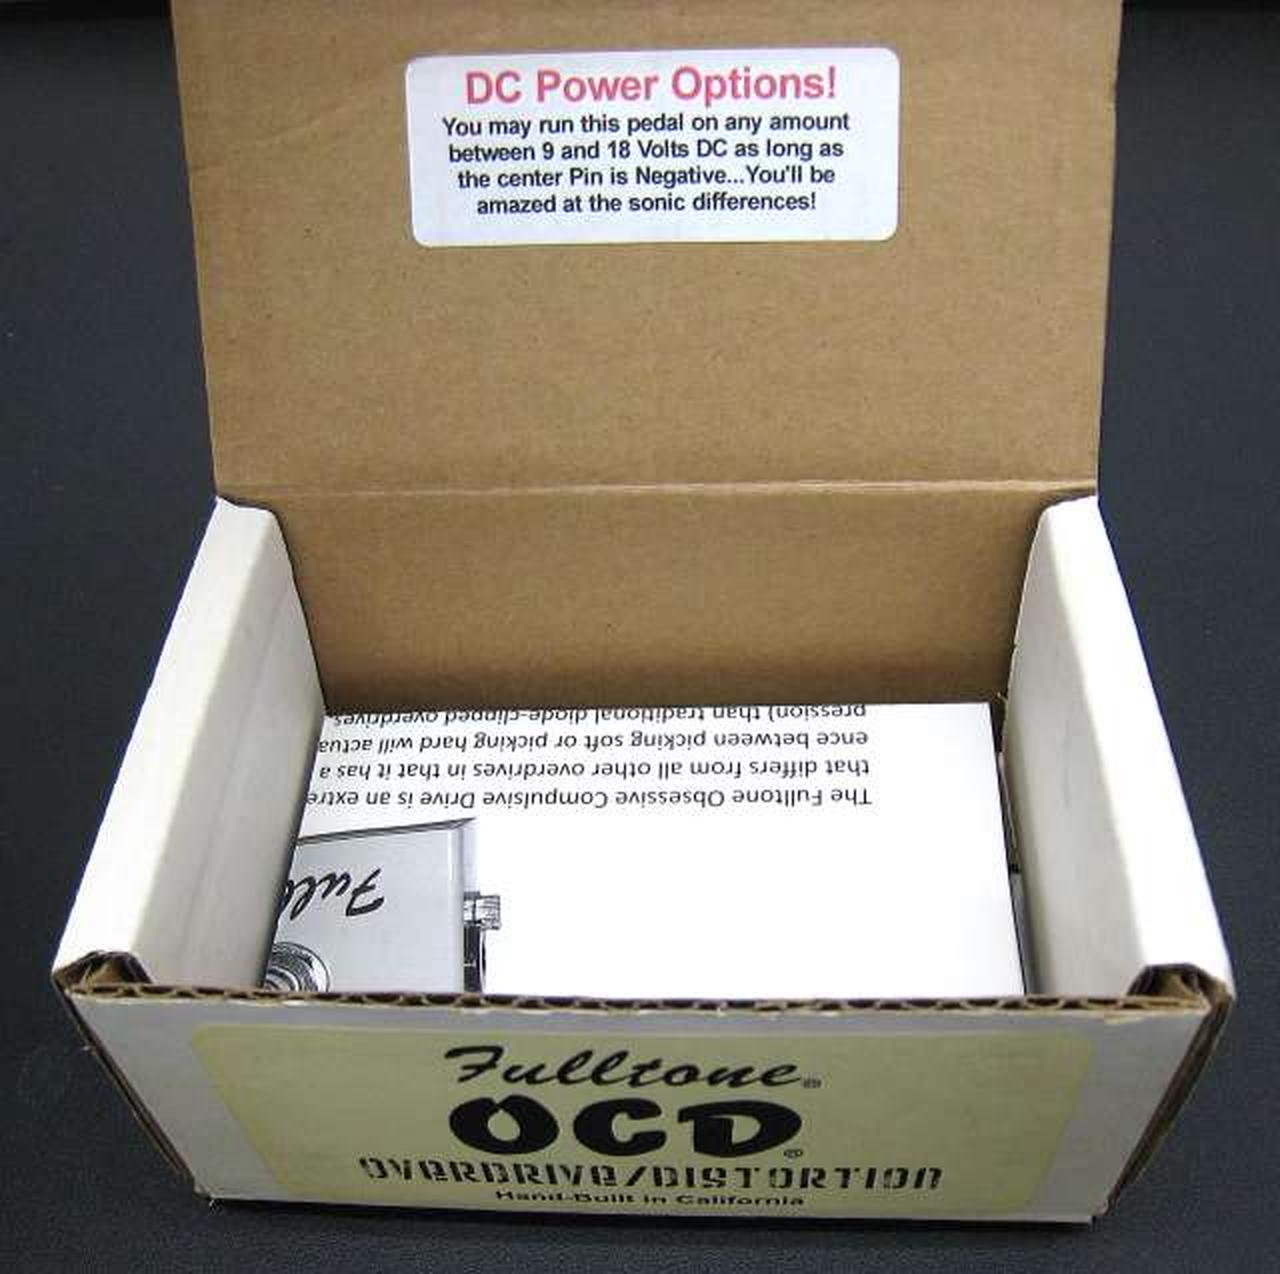 DC Power Options!
You may run this pedal on any amount
between 9 and 18 Volts DC as long as
the center Pin is Negative...You'll be
amazed at the sonic differences!
The Fulltone Obsessive Compulsive Drive is an extre
that differs from all other overdrives in that it has a
ence between picking soft or picking hard will actua
pression) than traditional diode-clipped overdrives
Full
Fulltone®
OCD®
OVERDRIVE/DISTORTION
Hand-Built in California